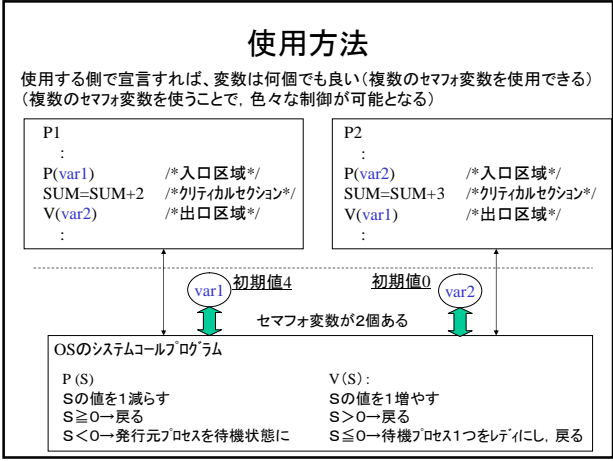 使用方法
使用する側で宣言すれば、変数は何個でも良い（複数のｾﾏﾌｫ変数を使用できる）
（複数のｾﾏﾌｫ変数を使うことで，色々な制御が可能となる）
P1
：
P(var1) /*入口区域*/
SUM=SUM+2 /*ｸﾘﾃｨｶﾙｾｸｼｮﾝ*/
V(var2) /*出口区域*/
：
P2
：
P(var2) /*入口区域*/
SUM=SUM+3 /*ｸﾘﾃｨｶﾙｾｸｼｮﾝ*/
V(var1) /*出口区域*/
：
var1 初期値4
初期値0 var2
セマフォ変数が２個ある
OSのｼｽﾃﾑｺｰﾙﾌﾟﾛｸﾞﾗﾑ
P (S)
Ｓの値を１減らす
Ｓ≧０→戻る
Ｓ＜０→発行元ﾌﾟﾛｾｽを待機状態に
V(S)：
Ｓの値を１増やす
Ｓ＞０→戻る
Ｓ≦０→待機ﾌﾟﾛｾｽ１つをﾚﾃﾞｨにし，戻る